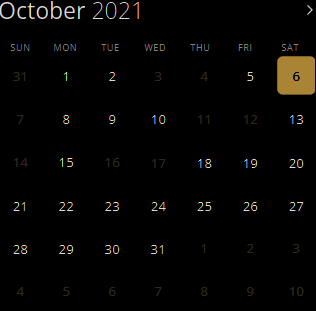 October 2021 >
SUN MON TUE WED THU FRI SAT
31 1 2 3 4 5 6
7 8 9 10 11 12 13
14 15 16 17 18 19 20
21 22 23 24 25 26 27
28 29 30 31 1 2 3
4 5 6 7 8 9 10